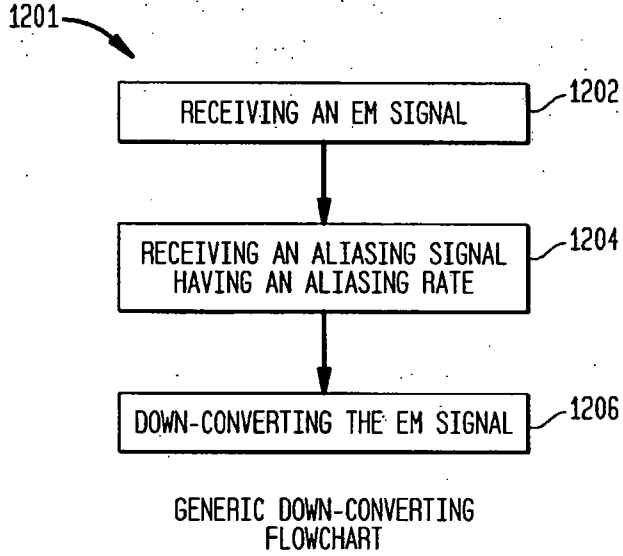 1201
RECEIVING AN EM SIGNAL
1202
RECEIVING AN ALIASING SIGNAL
HAVING AN ALIASING RATE
1204
DOWN-CONVERTING THE EM SIGNAL
1206
GENERIC DOWN-CONVERTING
FLOWCHART